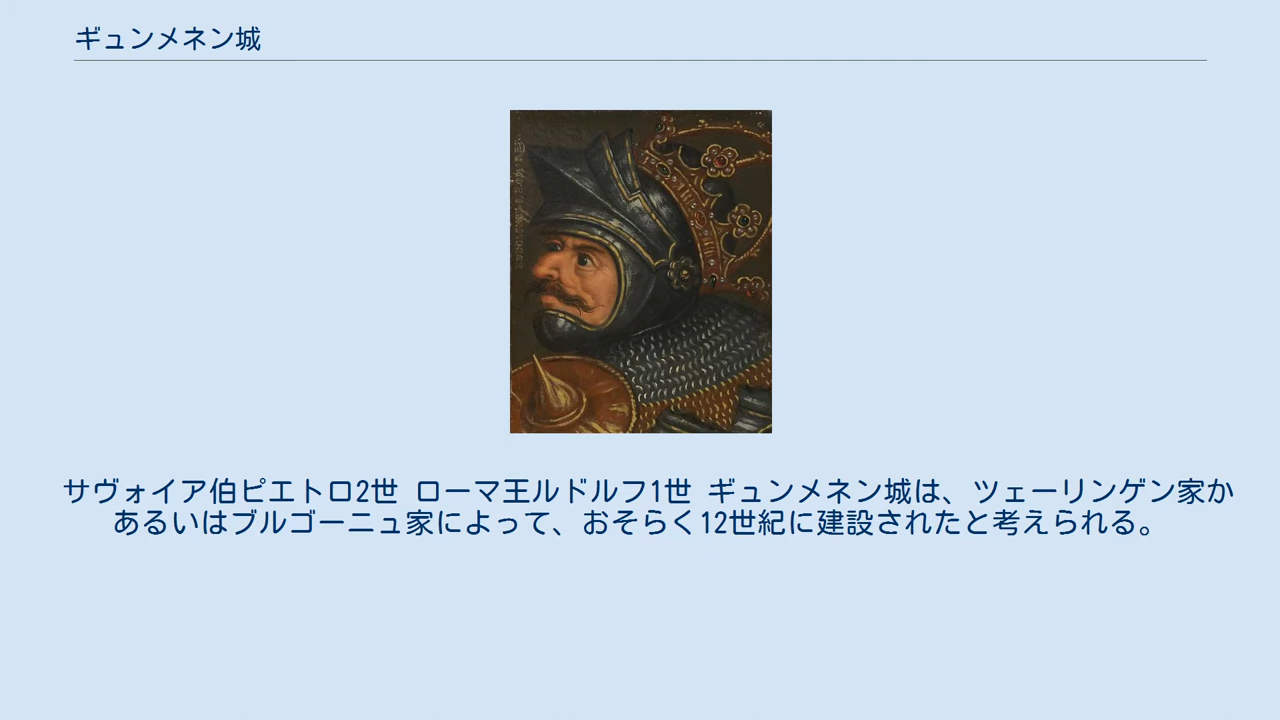 ギュンメネン城
サヴォイア伯ピエトロ2世 ローマ王ルドルフ1世 ギュンメネン城は、ツェーリンゲン家か
あるいはブルゴーニュ家によって、おそらく12世紀に建設されたと考えられる。